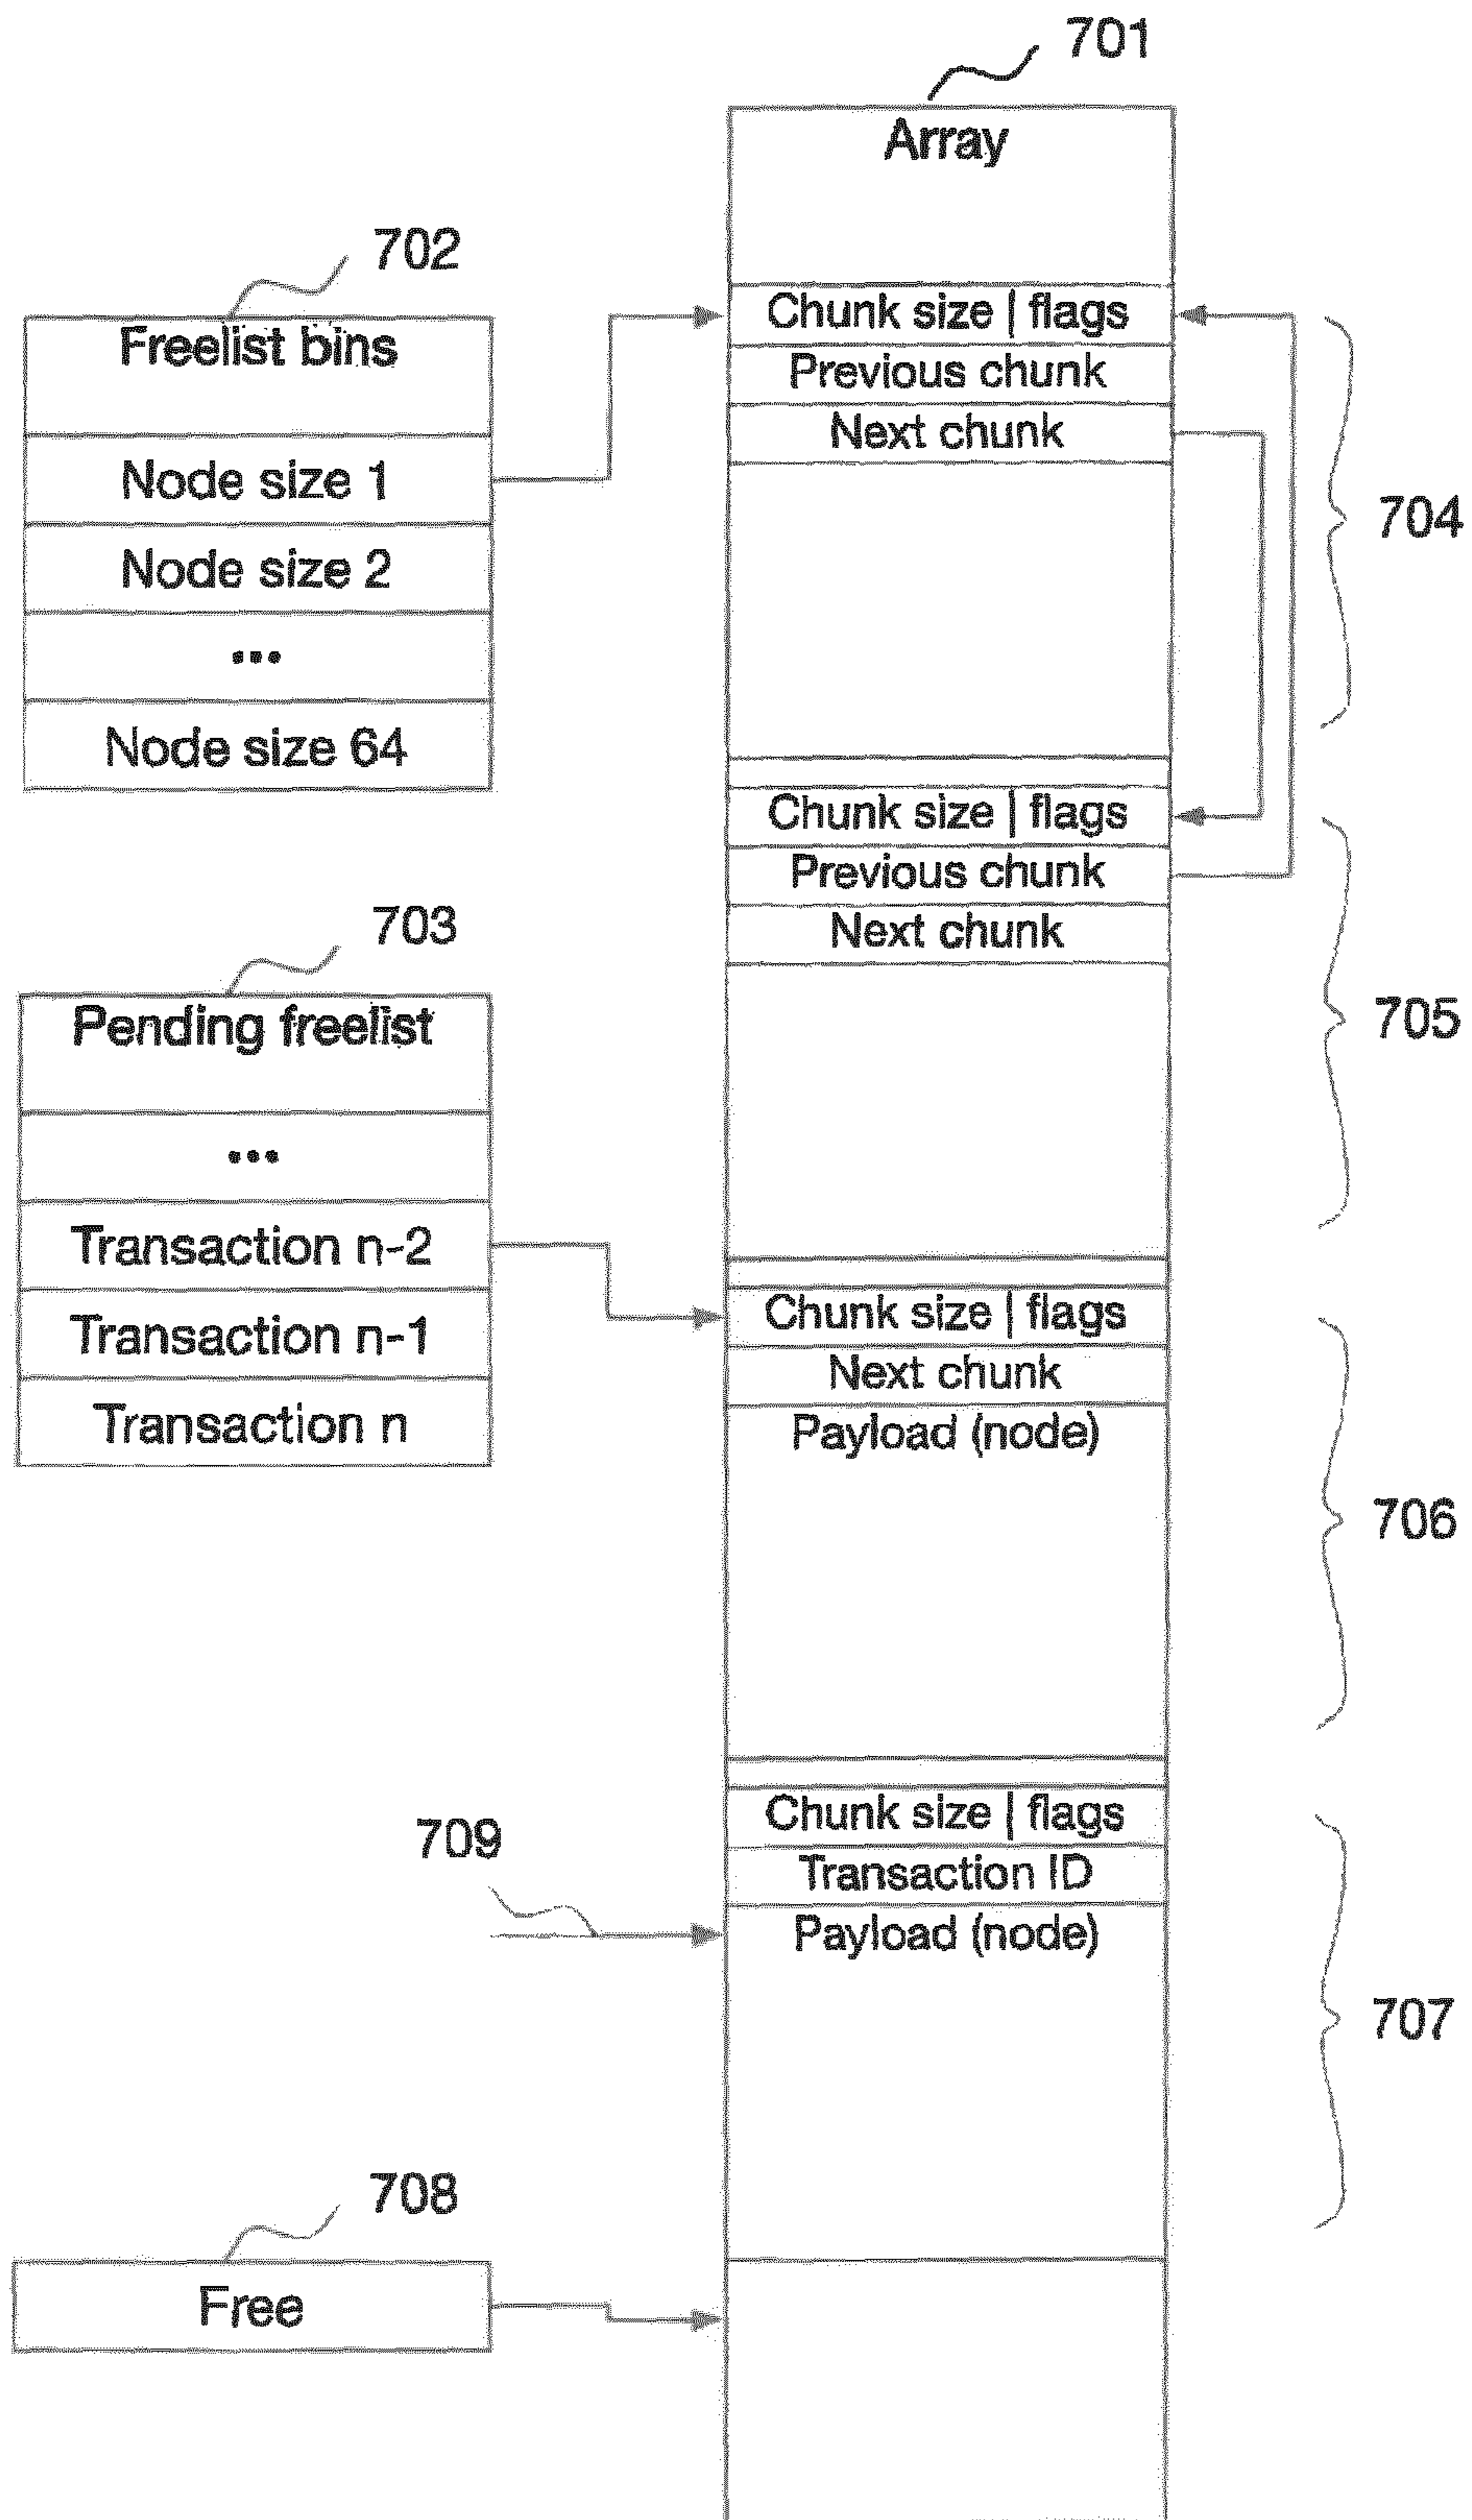 701
Array
702
Freelist bins
Node size 1
Node size 2
...
Node size 64
Chunk size | flags
Previous chunk
Next chunk
704
Chunk size | flags
Previous chunk
Next chunk
705
703
Pending freelist
...
Transaction n-2
Transaction n-1
Transaction n
Chunk size | flags
Next chunk
Payload (node)
706
Chunk size | flags
Transaction ID
Payload (node)
707
709
708
Free